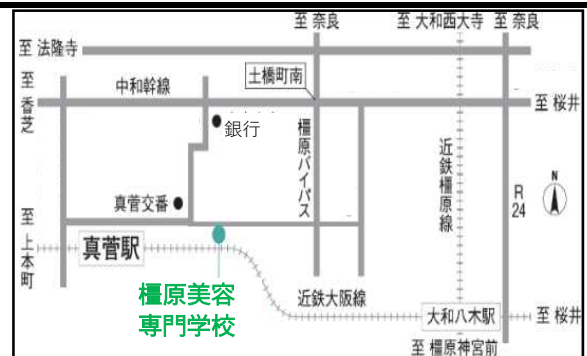 至 奈良
至 大和西大寺
至 奈良
至 法隆寺
至 香芝
中和幹線
土橋町南
至 桜井
銀行
橿原バイパス
近鉄橿原線
R 24
N
真菅交番
至 上本町
真菅駅
橿原美容
専門学校
近鉄大阪線
大和八木駅
至 桜井
至 橿原神宮前